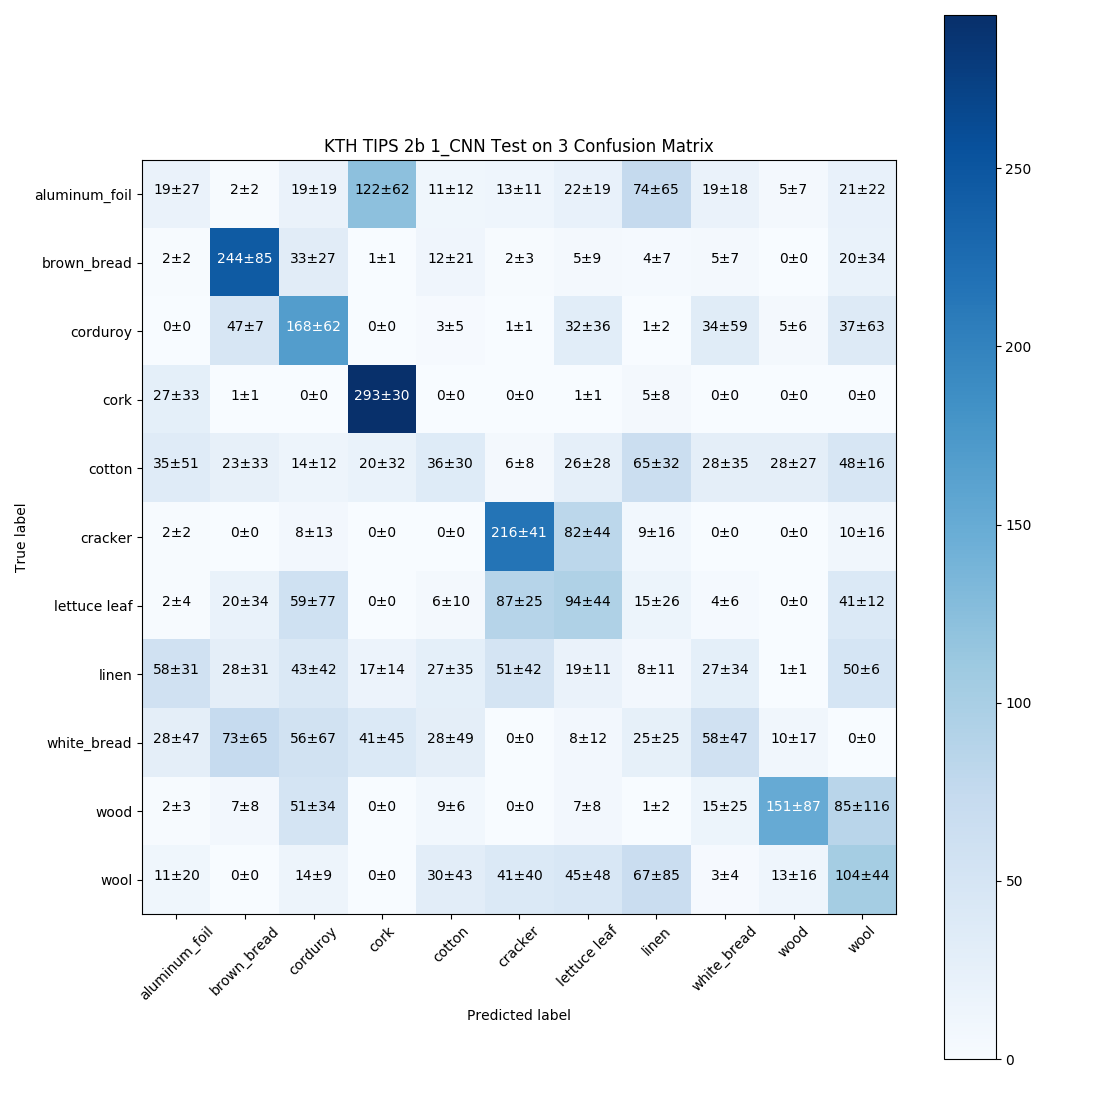 KTH TIPS 2b 1_CNN Test on 3 Confusion Matrix
aluminum_foil 19±27 2±2 19±19 122±62 11±12 13±11 22±19 74±65 19±18 5±7 21±22
brown_bread 2±2 244±85 33±27 1±1 12±21 2±3 5±9 4±7 5±7 0±0 20±34
corduroy 0±0 47±7 168±62 0±0 3±5 1±1 32±36 1±2 34±59 5±6 37±63
cork 27±33 1±1 0±0 293±30 0±0 0±0 1±1 5±8 0±0 0±0 0±0
cotton 35±51 23±33 14±12 20±32 36±30 6±8 26±28 65±32 28±35 28±27 48±16
cracker 2±2 0±0 8±13 0±0 0±0 216±41 82±44 9±16 0±0 0±0 10±16
lettuce leaf 2±4 20±34 59±77 0±0 6±10 87±25 94±44 15±26 4±6 0±0 41±12
linen 58±31 28±31 43±42 17±14 27±35 51±42 19±11 8±11 27±34 1±1 50±6
white_bread 28±47 73±65 56±67 41±45 28±49 0±0 8±12 25±25 58±47 10±17 0±0
wood 2±3 7±8 51±34 0±0 9±6 0±0 7±8 1±2 15±25 151±87 85±116
wool 11±20 0±0 14±9 0±0 30±43 41±40 45±48 67±85 3±4 13±16 104±44
aluminum_foil brown_bread corduroy cork cotton cracker lettuce leaf linen white_bread wood wool
Predicted label
True label
250
200
150
100
50
0